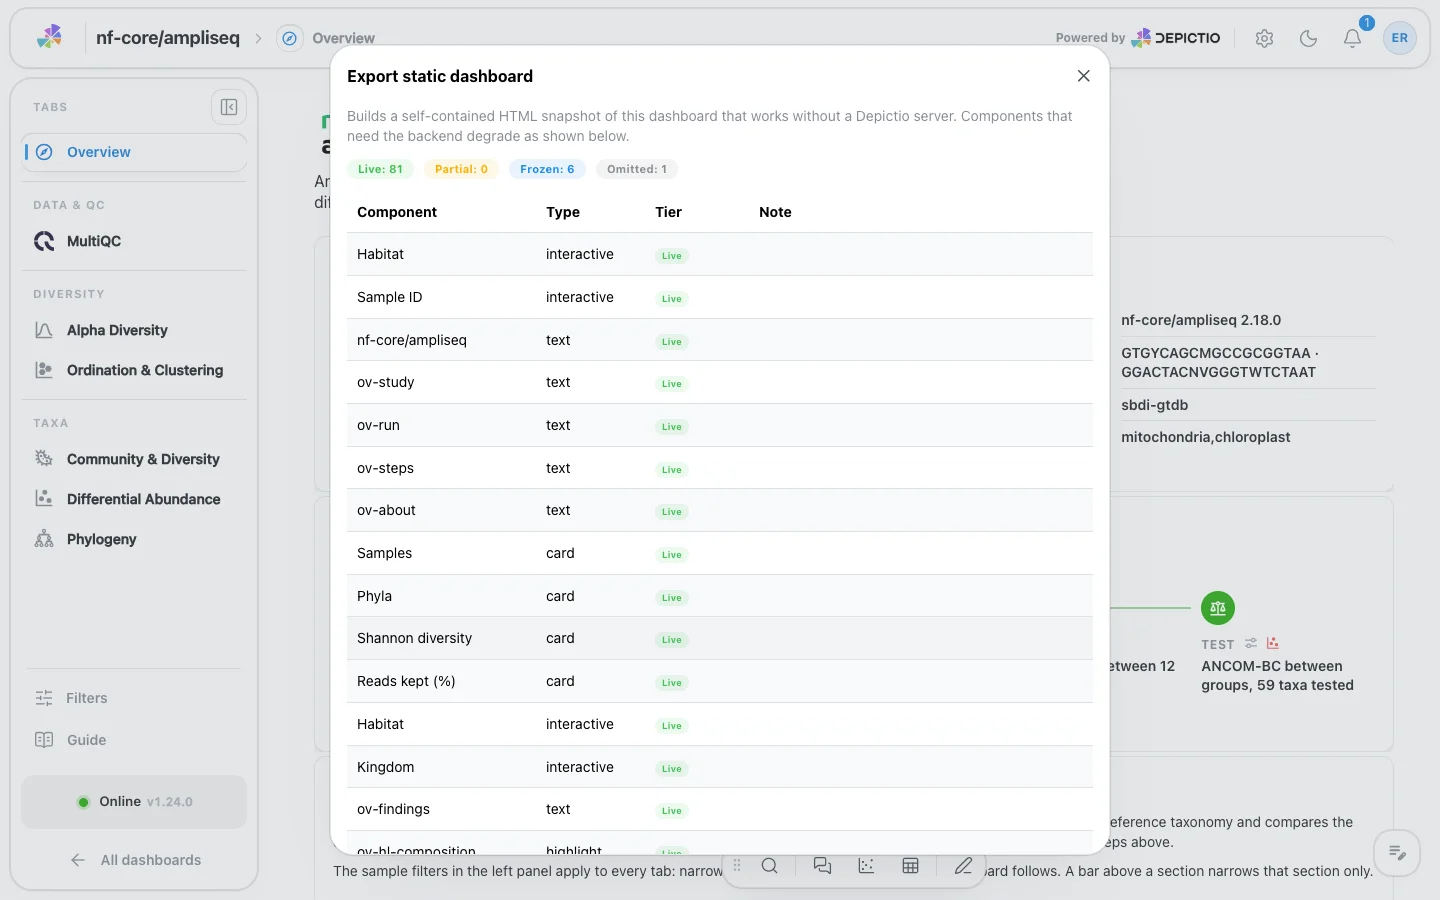 nf-core/ampliseq
Overview
Powered by DEPICTIO
1
ER
TABS
Overview
DATA & QC
MultiQC
DIVERSITY
Alpha Diversity
Ordination & Clustering
TAXA
Community & Diversity
Differential Abundance
Phylogeny
Filters
Guide
Online v1.24.0
All dashboards
Export static dashboard
Builds a self-contained HTML snapshot of this dashboard that works without a Depictio server. Components that
need the backend degrade as shown below.
Live: 81 Partial: 0 Frozen: 6 Omitted: 1
Component Type Tier Note
Habitat interactive Live
Sample ID interactive Live
nf-core/ampliseq text Live
ov-study text Live
ov-run text Live
ov-steps text Live
ov-about text Live
Samples card Live
Phyla card Live
Shannon diversity card Live
Reads kept (%) card Live
Habitat interactive Live
Kingdom interactive Live
ov-findings text Live
ov-hl-composition highlight Live
nf-core/ampliseq 2.18.0
GTGYCAGCMGCCGCGGTAA ·
GGACTACNVGGGTWTCTAAT
sbdi-gtdb
mitochondria,chloroplast
TEST
etween 12
ANCOM-BC between
groups, 59 taxa tested
eference taxonomy and compares the
eps above.
The sample filters in the left panel apply to every tab: narrow
ard follows. A bar above a section narrows that section only.